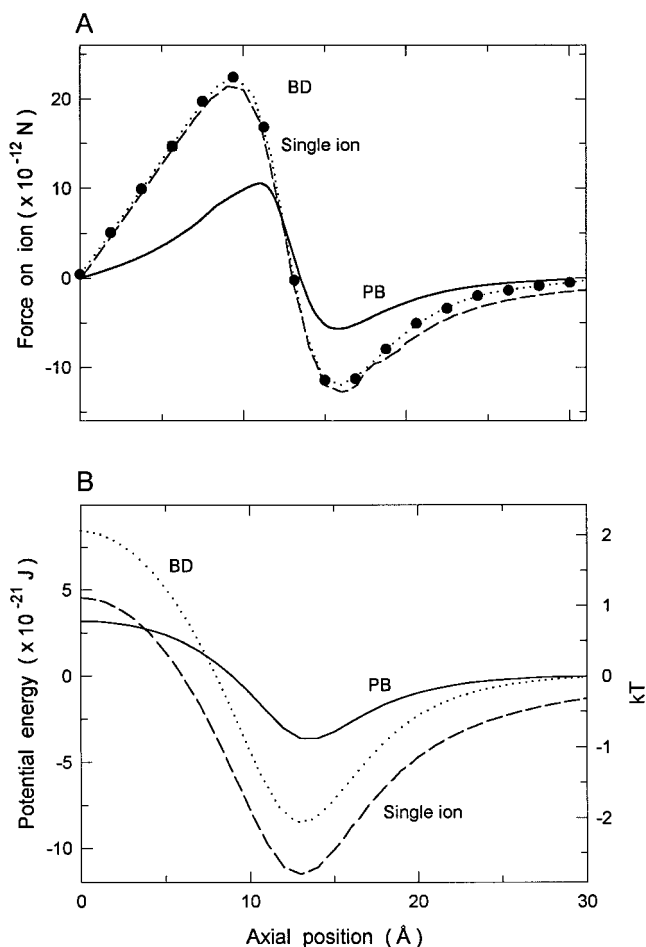 A
Force on ion ( x 10⁻¹² N )
20
10
0
-10
BD
Single ion
PB
B
Potential energy ( x 10⁻²¹ J )
5
0
-5
-10
BD
PB
Single ion
2
1
0
-1
-2
kT
0
10
20
30
Axial position ( Å )